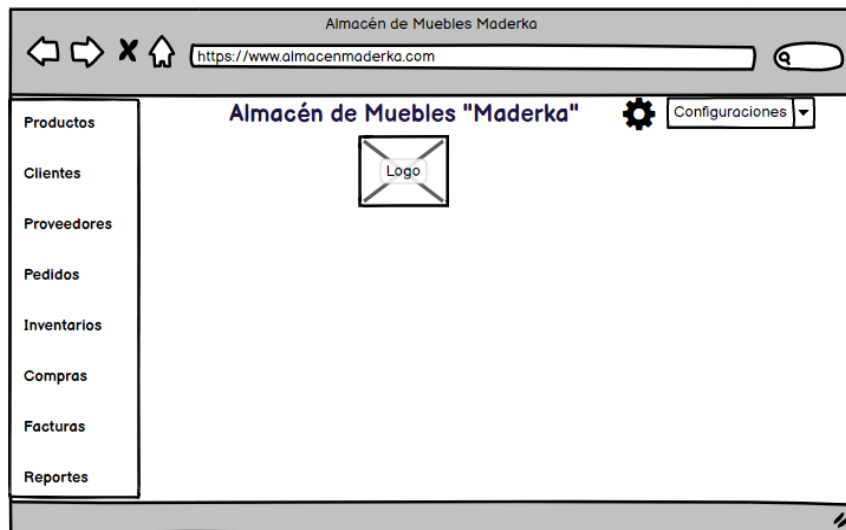 Almacén de Muebles Maderka
https://www.almacenmaderka.com
Almacén de Muebles "Maderka"
Configuraciones
Logo
Productos
Clientes
Proveedores
Pedidos
Inventarios
Compras
Facturas
Reportes